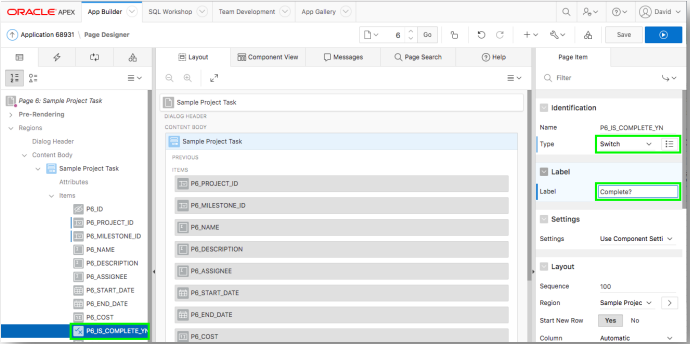 ORACLE APEX App Builder SQL Workshop Team Development App Gallery David
Application 68931 \ Page Designer 6 Go Save
Layout Component View Messages Page Search Help Page Item
Filter
Page 6: Sample Project Task
Pre-Rendering
Regions
Dialog Header
Content Body
Sample Project Task
Attributes
Items
P6_ID
P6_PROJECT_ID
P6_MILESTONE_ID
P6_NAME
P6_DESCRIPTION
P6_ASSIGNEE
P6_START_DATE
P6_END_DATE
P6_COST
P6_IS_COMPLETE_YN
Sample Project Task
DIALOG HEADER
CONTENT BODY
Sample Project Task
PREVIOUS
ITEMS
P6_PROJECT_ID
P6_MILESTONE_ID
P6_NAME
P6_DESCRIPTION
P6_ASSIGNEE
P6_START_DATE
P6_END_DATE
P6_COST
Identification
Name P6_IS_COMPLETE_YN
Type Switch
Label
Label Complete?
Settings
Settings Use Component Setti
Layout
Sequence 100
Region Sample Projec
Start New Row Yes No
Column Automatic